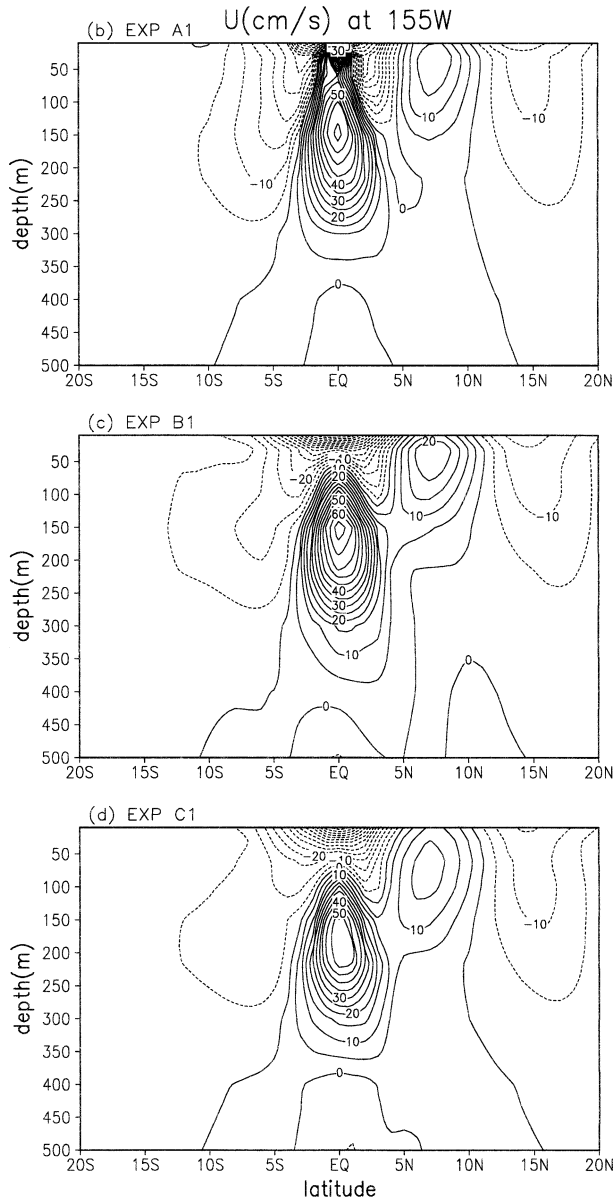 U(cm/s) at 155W
(b) EXP A1
depth(m)
50
100
150
200
250
300
350
400
450
500
30
50
40
30
20
10
-10
-10
0
0
20S
15S
10S
5S
EQ
5N
10N
15N
20N
(c) EXP B1
depth(m)
50
100
150
200
250
300
350
400
450
500
20
-20
20
50
60
40
30
20
10
10
-10
0
0
20S
15S
10S
5S
EQ
5N
10N
15N
20N
(d) EXP C1
depth(m)
50
100
150
200
250
300
350
400
450
500
-20
-10
0
10
40
50
30
20
10
10
-10
0
20S
15S
10S
5S
EQ
5N
10N
15N
20N
latitude